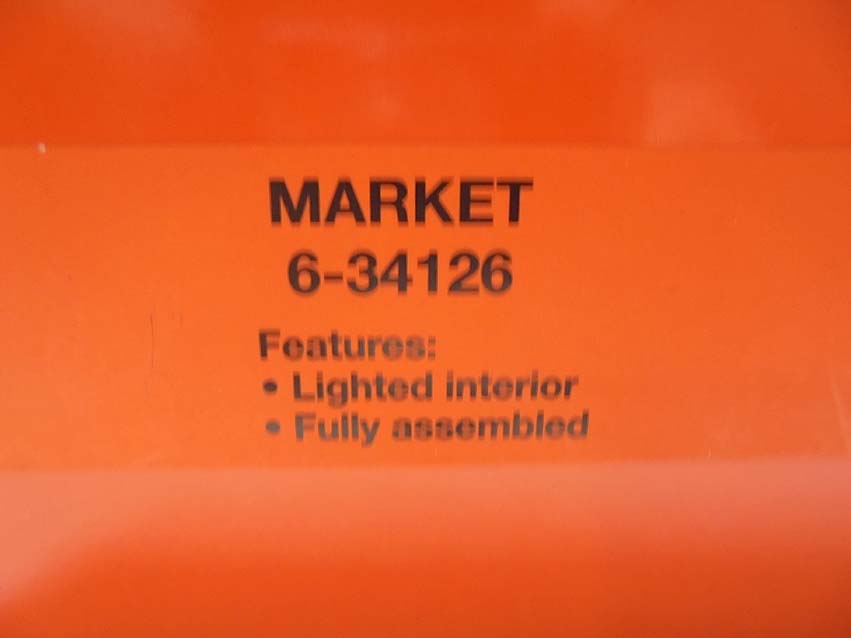 MARKET
6-34126
Features:
• Lighted interior
• Fully assembled